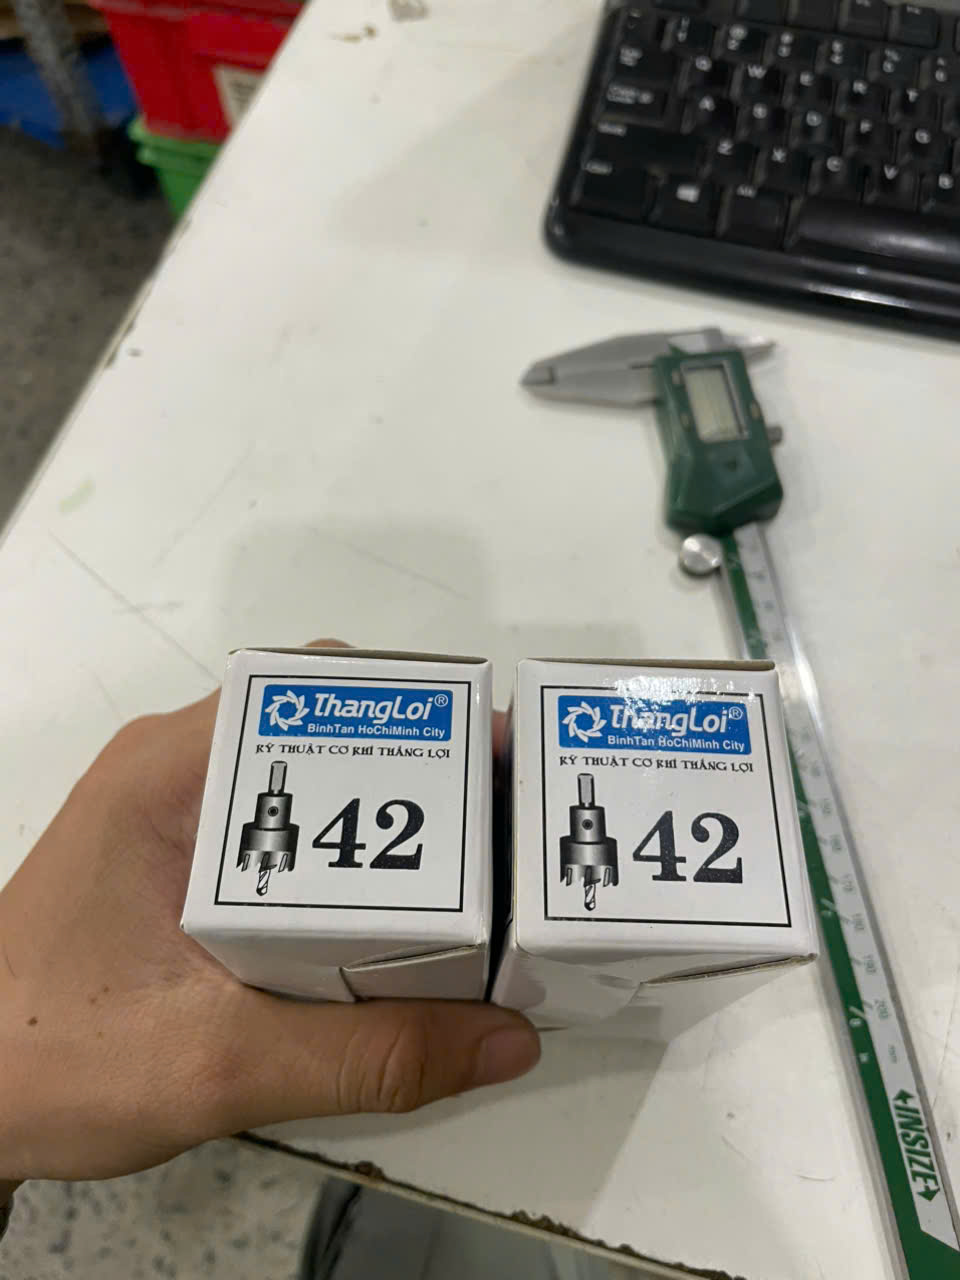 ThangLoi®
BinhTan HoChiMinh City
KỸ THUẬT CƠ KHÍ THẮNG LỢI
42
ThangLoi®
BinhTan HoChiMinh City
KỸ THUẬT CƠ KHÍ THẮNG LỢI
42
INSIZE